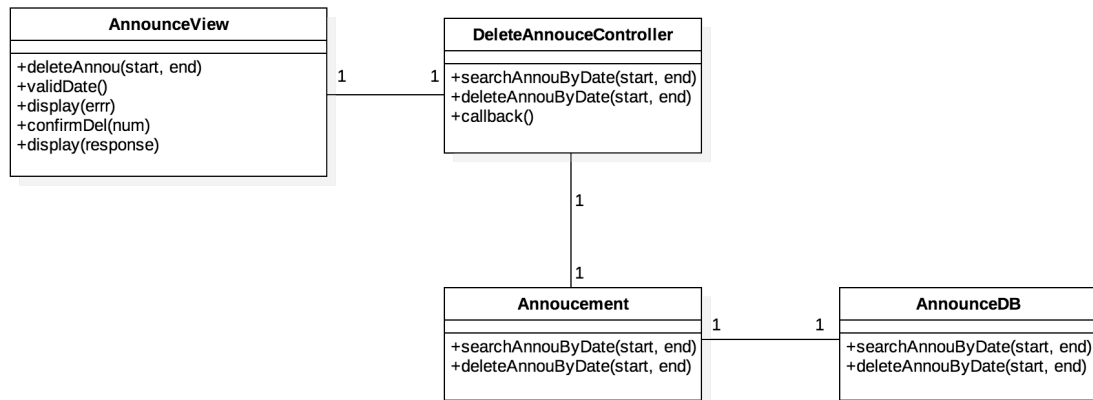 AnnounceView
+deleteAnnou(start, end)
+validDate()
+display(errr)
+confirmDel(num)
+display(response)
1
1
DeleteAnnouceController
+searchAnnouByDate(start, end)
+deleteAnnouByDate(start, end)
+callback()
1
1
Annoucement
+searchAnnouByDate(start, end)
+deleteAnnouByDate(start, end)
1
1
AnnounceDB
+searchAnnouByDate(start, end)
+deleteAnnouByDate(start, end)